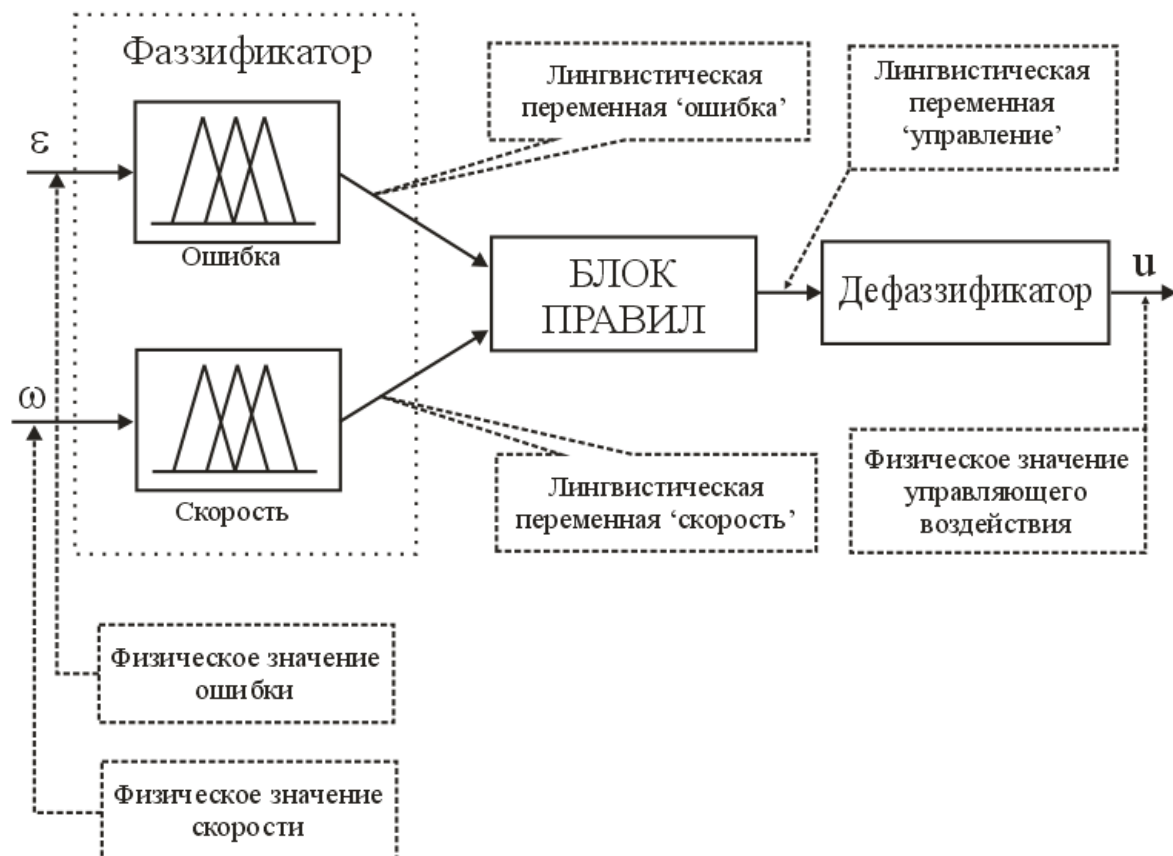 Фаззификатор
Лингвистическая
переменная ‘ошибка’
Лингвистическая
переменная
‘управление’
ε
Ошибка
БЛОК
ПРАВИЛ
Дефаззификатор
u
ω
Скорость
Лингвистическая
переменная ‘скорость’
Физическое значение
управляющего
воздействия
Физическое значение
ошибки
Физическое значение
скорости